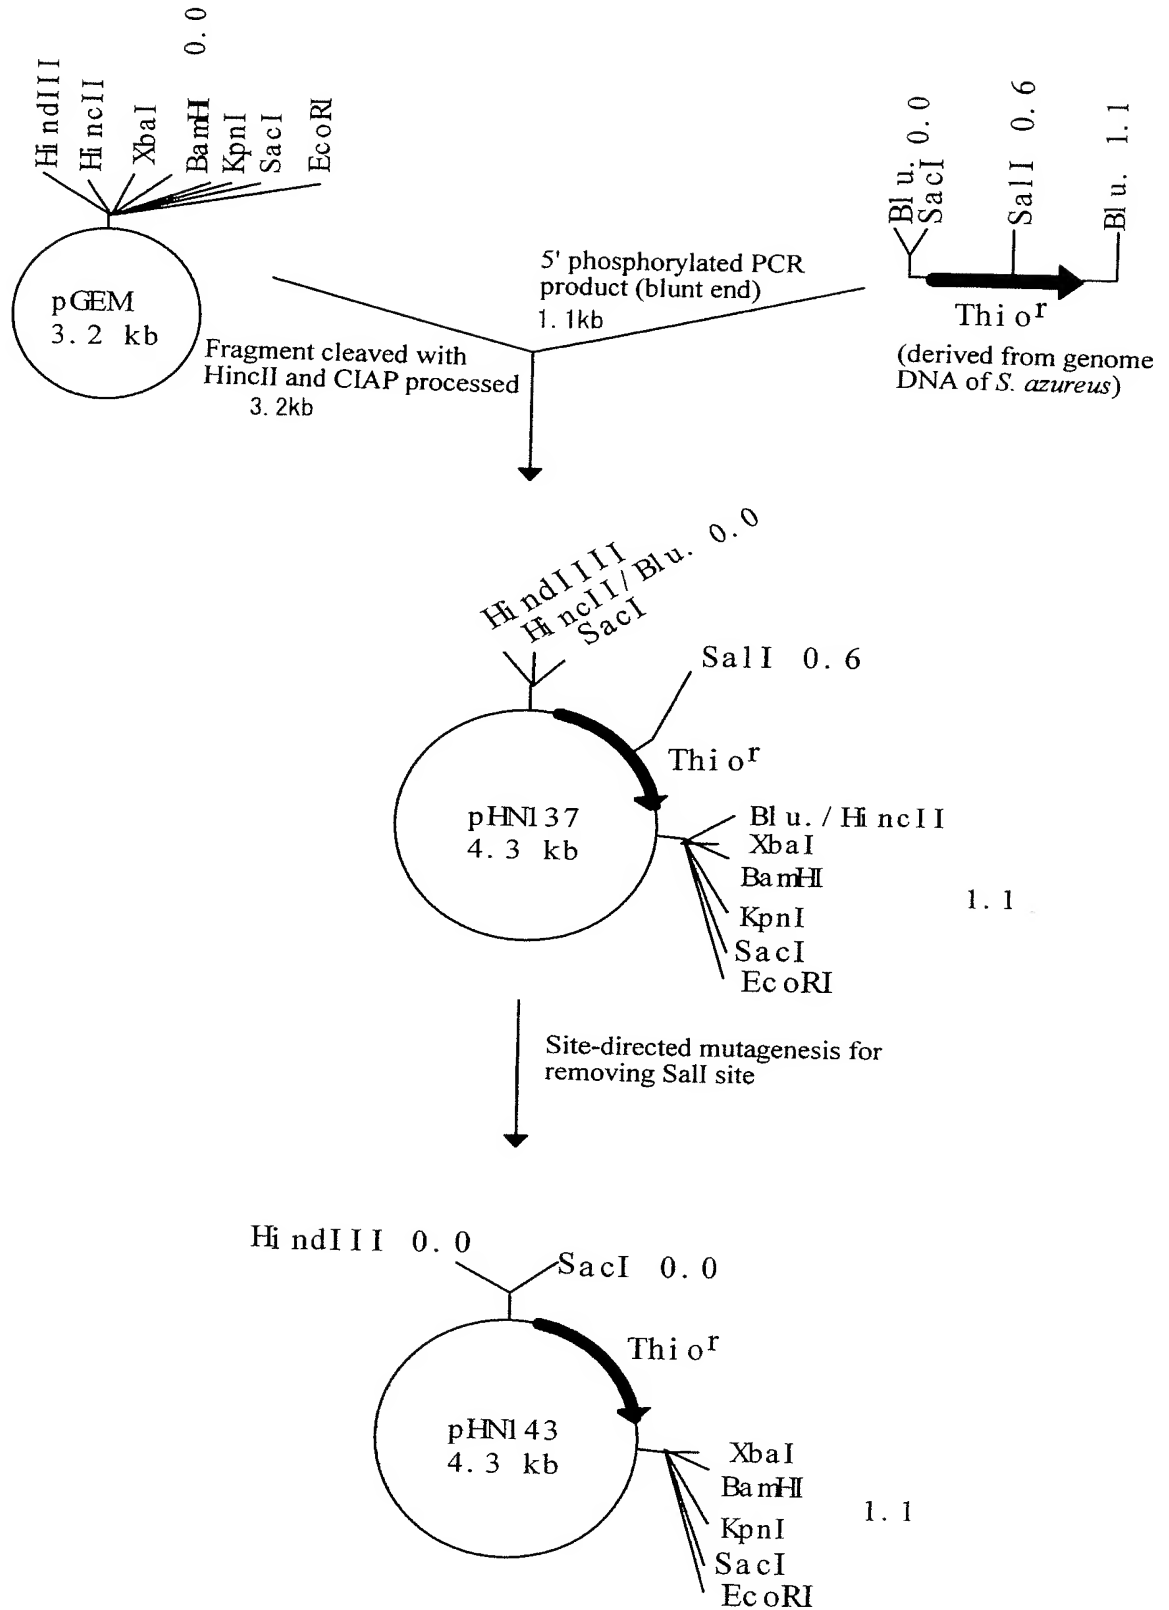 HindIII
HincII
XbaI
BamHI
0.0
KpnI
SacI
EcoRI
pGEM
3.2 kb
Fragment cleaved with
HincII and CIAP processed
3.2kb
5' phosphorylated PCR
product (blunt end)
1.1kb
Blu.
SacI 0.0
SalI 0.6
Blu. 1.1
Thioʳ
(derived from genome
DNA of S. azureus)
HindIIII
HincII/Blu. 0.0
SacI
SalI 0.6
Thioʳ
pHN137
4.3 kb
Blu./HincII
XbaI
BamHI
1.1
KpnI
SacI
EcoRI
Site-directed mutagenesis for
removing SalI site
HindIII 0.0
SacI 0.0
Thioʳ
pHN143
4.3 kb
XbaI
BamHI
1.1
KpnI
SacI
EcoRI